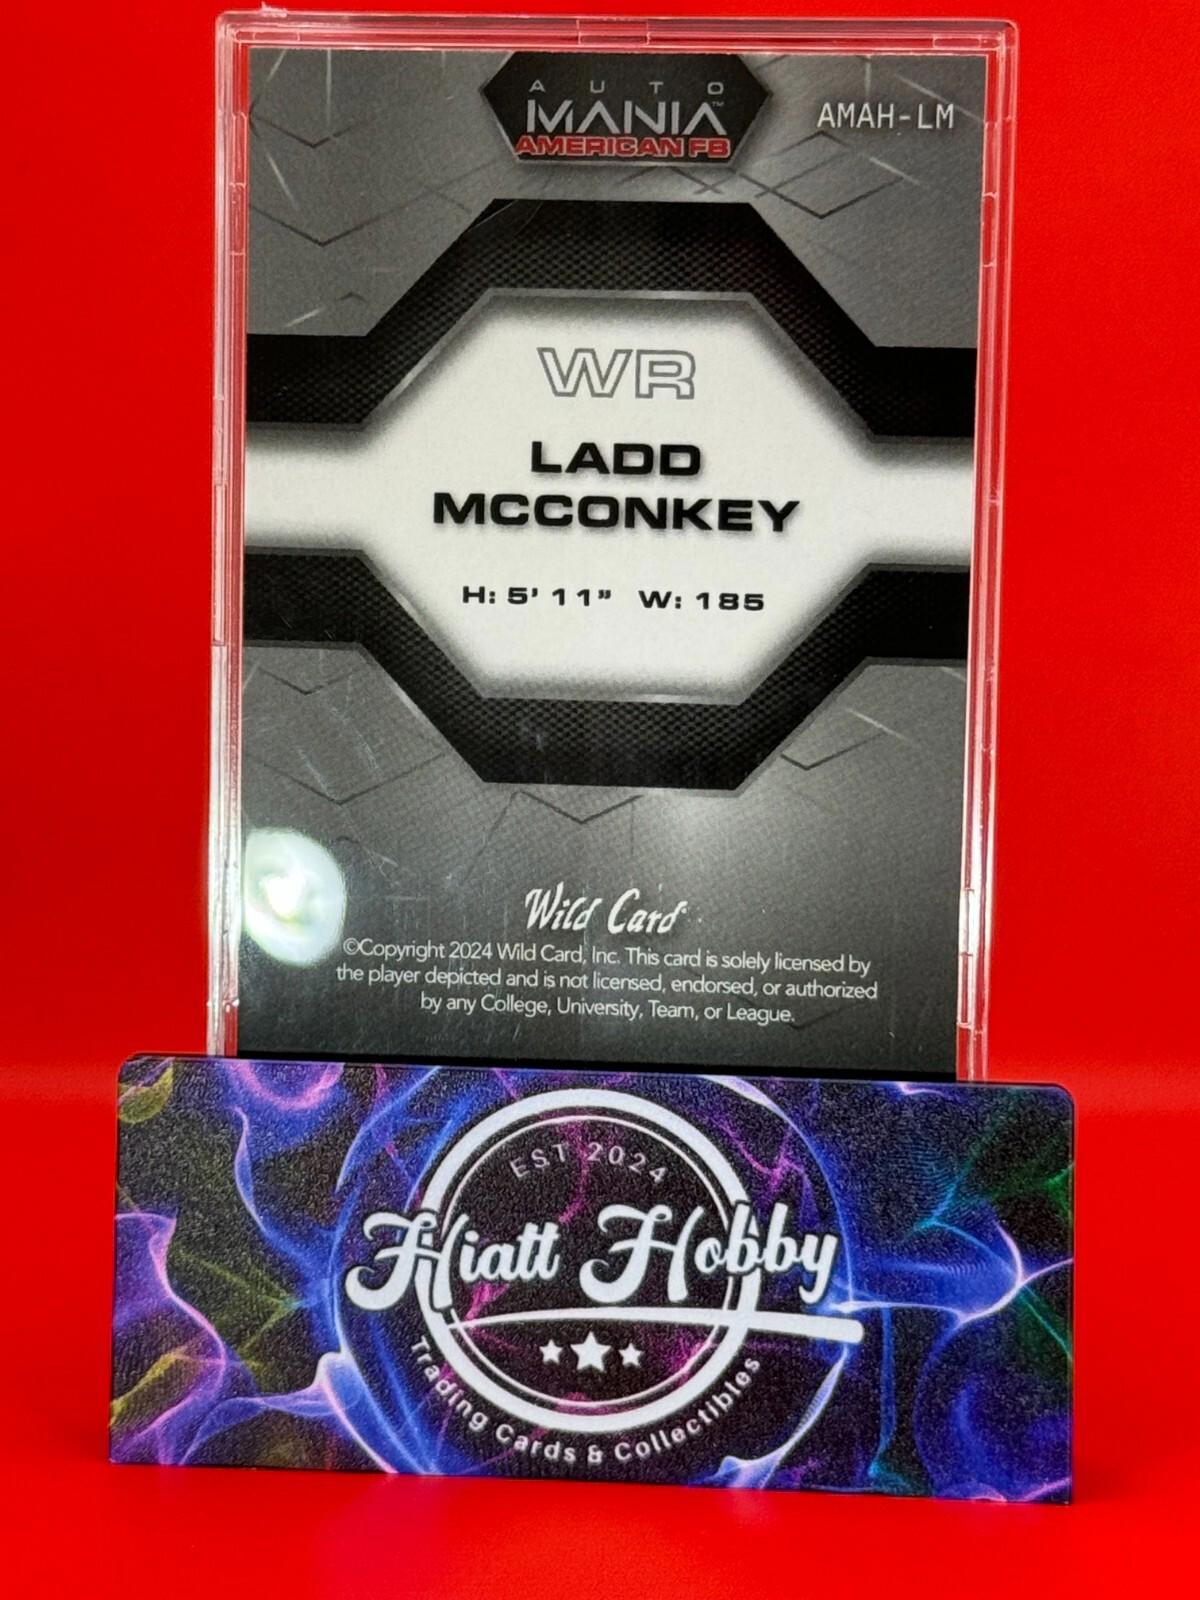 AUTO
MANIA™
AMERICAN FB
AMAH-LM
WR
LADD
MCCONKEY
H: 5' 11" W: 185
Wild Card
©Copyright 2024 Wild Card, Inc. This card is solely licensed by
the player depicted and is not licensed, endorsed, or authorized
by any College, University, Team, or League.
EST 2024
Hiatt Hobby
Trading Cards & Collectibles